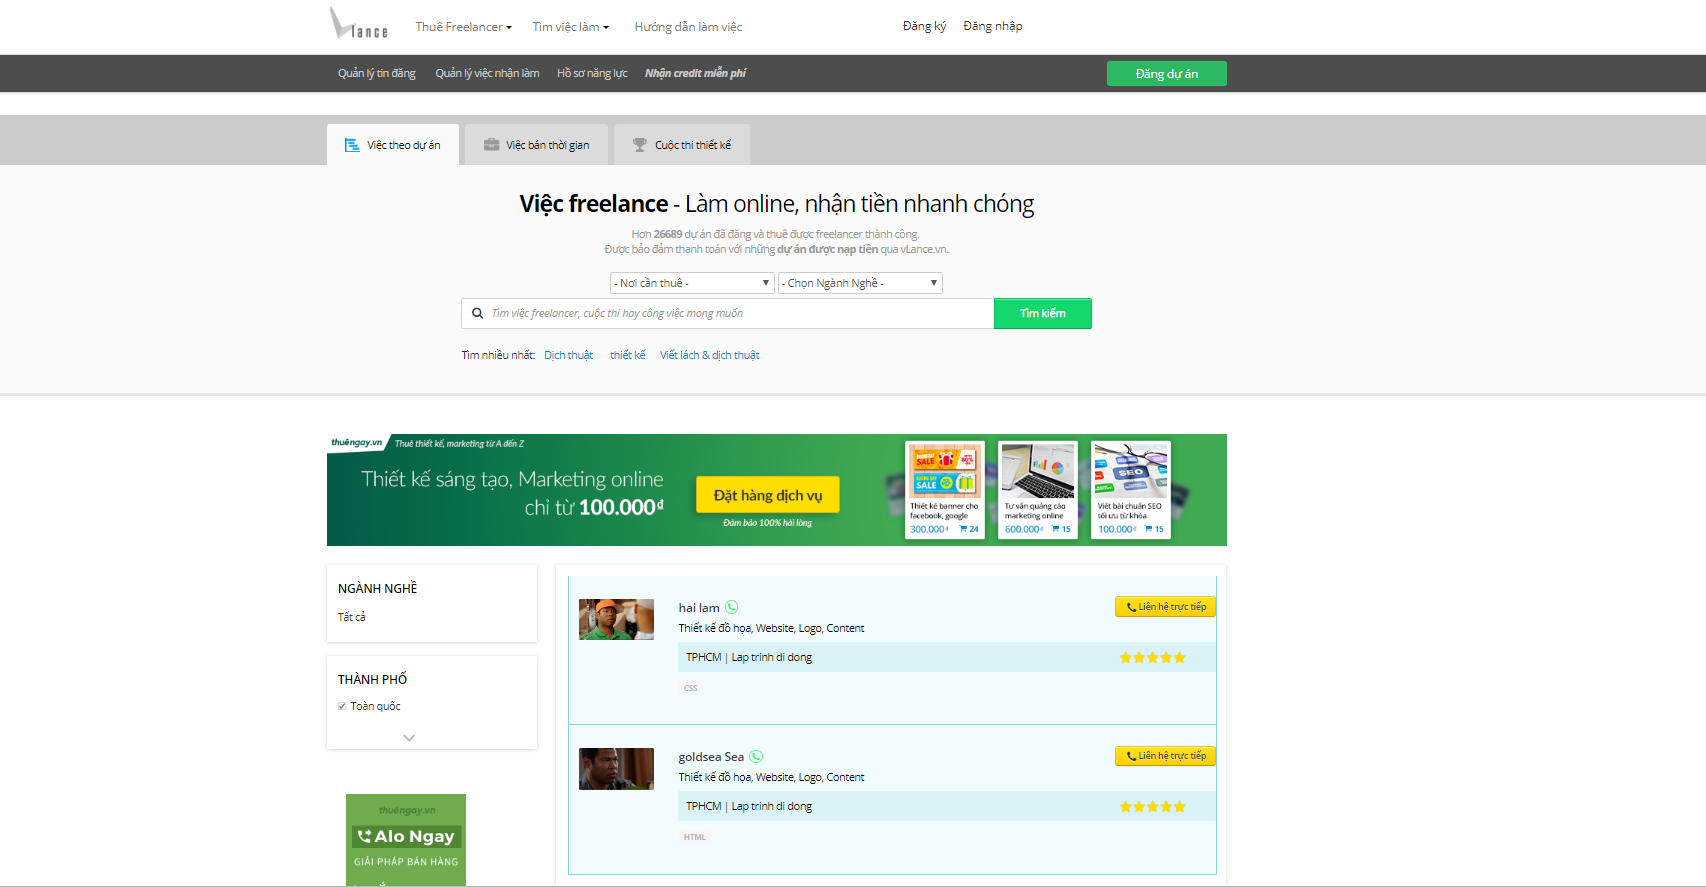 Vlance
Thuê Freelancer
Tìm việc làm
Hướng dẫn làm việc
Đăng ký
Đăng nhập
Quản lý tin đăng
Quản lý việc nhận làm
Hồ sơ năng lực
Nhận credit miễn phí
Đăng dự án
Việc theo dự án
Việc bán thời gian
Cuộc thi thiết kế
Việc freelance - Làm online, nhận tiền nhanh chóng
Hơn 26689 dự án đã đăng và thuê được freelancer thành công.
Được bảo đảm thanh toán với những dự án được nạp tiền qua vLance.vn.
- Nơi cần thuê -
- Chọn Ngành Nghề -
Tìm việc freelancer, cuộc thi hay công việc mong muốn
Tìm kiếm
Tìm nhiều nhất: Dịch thuật thiết kế Viết lách & dịch thuật
thuêngay.vn
Thuê thiết kế, marketing từ A đến Z
Thiết kế sáng tạo, Marketing online
chỉ từ 100.000đ
Đặt hàng dịch vụ
Đảm bảo 100% hài lòng
SALE
SALE
Thiết kế banner cho
facebook, google
300.000đ 24
Tư vấn quảng cáo
marketing online
600.000đ 15
SEO
Viết bài chuẩn SEO
tối ưu từ khóa
100.000đ 15
NGÀNH NGHỀ
Tất cả
THÀNH PHỐ
Toàn quốc
thuêngay.vn
Alo Ngay
GIẢI PHÁP BÁN HÀNG
hai lam
Liên hệ trực tiếp
Thiết kế đồ họa, Website, Logo, Content
TPHCM | Lap trinh di dong
CSS
goldsea Sea
Liên hệ trực tiếp
Thiết kế đồ họa, Website, Logo, Content
TPHCM | Lap trinh di dong
HTML